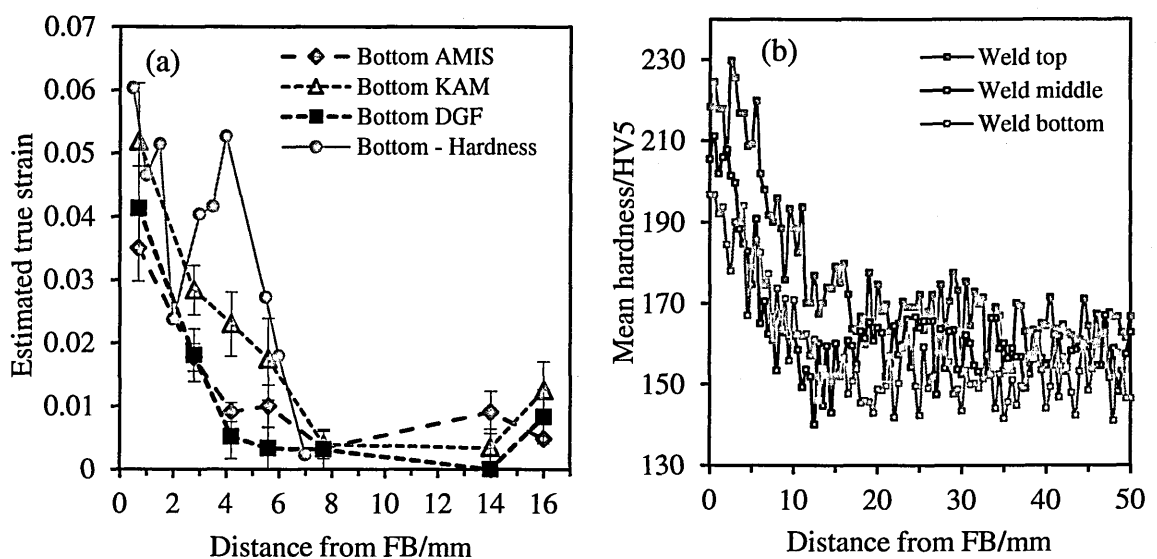 0.07
0.06
0.05
0.04
0.03
0.02
0.01
0
Estimated true strain
(a)
Bottom AMIS
Bottom KAM
Bottom DGF
Bottom - Hardness
0 2 4 6 8 10 12 14 16
Distance from FB/mm
230
210
190
170
150
130
Mean hardness/HV5
(b)
Weld top
Weld middle
Weld bottom
0 10 20 30 40 50
Distance from FB/mm